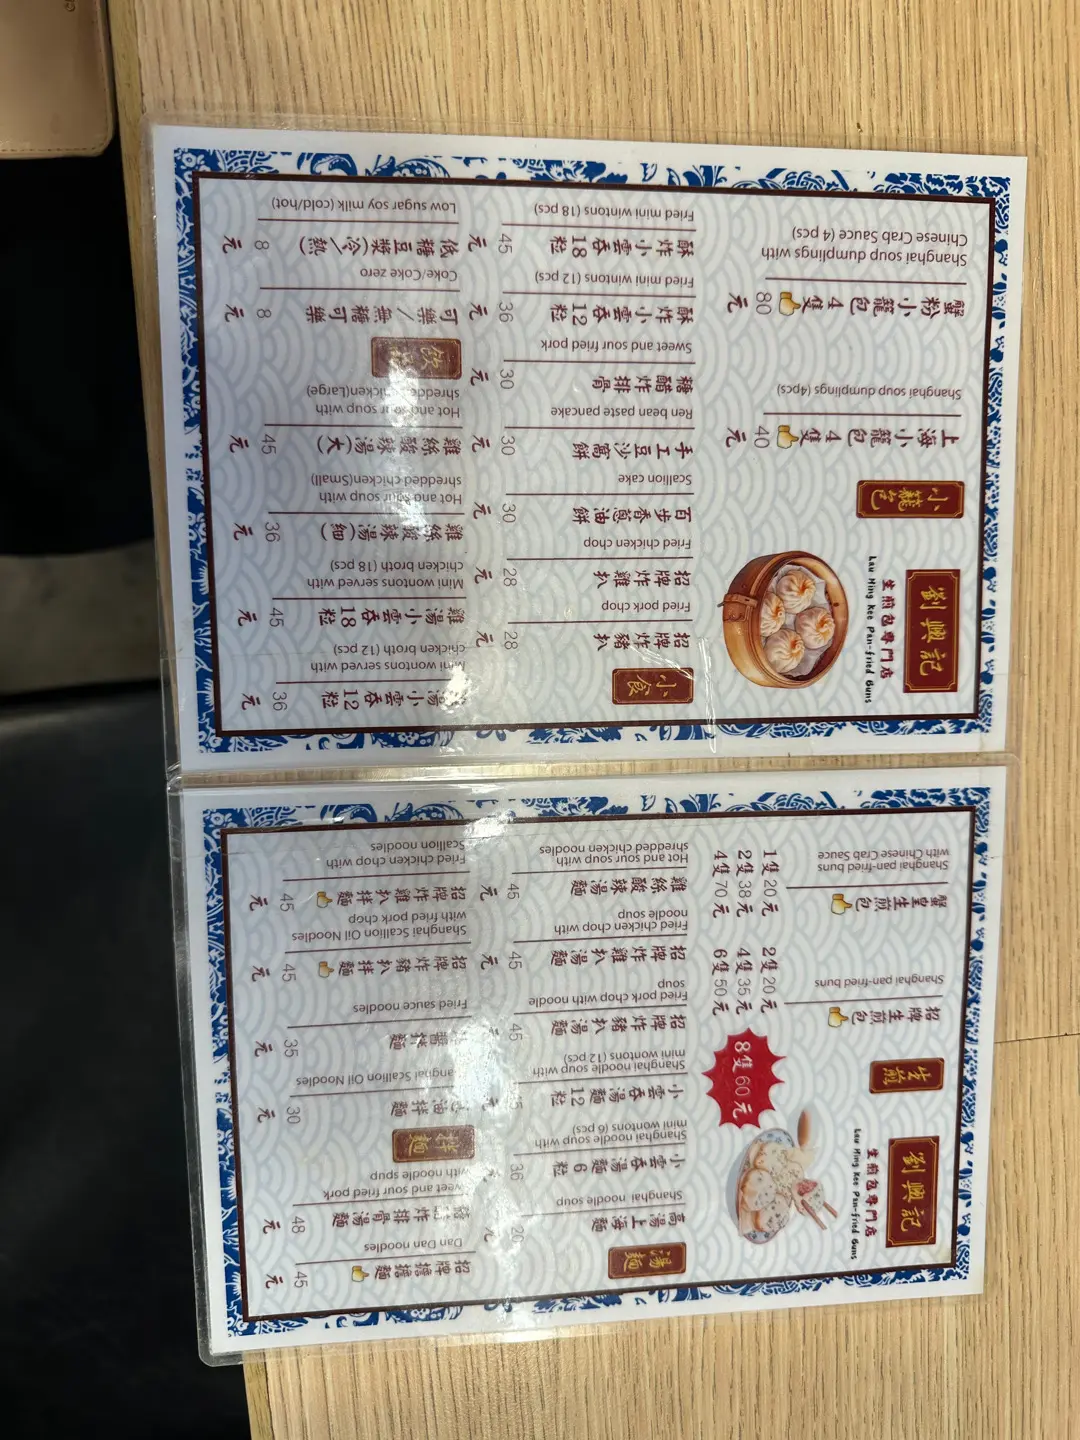 劉興記
生煎包專門店
Lau Hing Kee Pan-Fried Buns
生煎
招牌生煎包
Shanghai pan-fried buns
2隻20元
4隻35元
6隻50元
8隻60元
蟹皇生煎包
Shanghai-pan fried buns
with Chinese Crab Sauce
1隻20元
2隻38元
4隻70元
湯麵
高湯上海麵 20元
Shanghai noodle soup
小雲吞湯麵6粒 36元
Shanghai noodle soup with
mini wontons (6 pcs)
小雲吞湯麵12粒
Shanghai noodle soup with
mini wontons (12 pcs)
招牌炸豬扒湯麵 45元
Fried pork chop with noodle
soup
招牌炸雞扒湯麵 45元
Fried chicken chop with
noodle soup
雞絲酸辣湯麵 45元
Hot and sour soup with
shredded chicken noodles
招牌擔擔麵 45元
Dan Dan noodles
炸排骨湯麵 48元
sweet and sour fried pork
with noodle spup
拌麵
油拌麵 30元
Shanghai Scallion Oil Noodles
醬拌麵 35元
Fried sauce noodles
招牌炸豬扒拌麵 45元
Shanghai Scallion Oil Noodles
with fried pork chop
招牌炸雞扒拌麵 45元
Fried chicken chop with
Scallion noodles
劉興記
生煎包專門店
Lau Hing Kee Pan-Fried Buns
小籠包
上海小籠包4隻 40元
Shanghai soup dumplings (4pcs)
蟹粉小籠包4隻 80元
Shanghai soup dumplings with
Chinese Crab Sauce (4 pcs)
小食
招牌炸豬扒 28元
Fried pork chop
招牌炸雞扒 28元
Fried chicken chop
百步香葱油餅 30元
Scallion cake
手工豆沙窩餅 30元
Ren bean paste pancake
糖醋炸排骨 30元
Sweet and sour fried pork
酥炸小雲吞12粒 36元
Fried mini wintons (12 pcs)
酥炸小雲吞18粒 45元
Fried mini wintons (18 pcs)
湯小雲吞12粒 36元
Mini wontons served with
chicken broth (12 pcs)
雞湯小雲吞18粒 45元
Mini wontons served with
chicken broth (18 pcs)
雞絲酸辣湯(細) 36元
Hot and sour soup with
shredded chicken(Small)
雞絲酸辣湯(大) 45元
Hot and sour soup with
shredded chicken(Large)
飲
可樂/無糖可樂 8元
Coke/Coke zero
低糖豆漿(冷/熱) 8元
Low sugar soy milk (cold/hot)